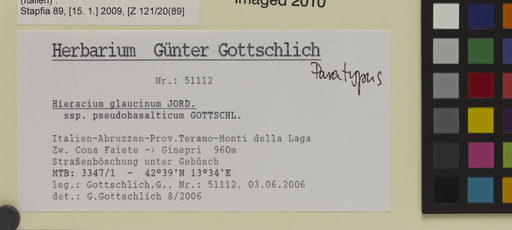 (Italien) :
Stapfia 89, [15. 1.] 2009, [Z 121/20(89]
Imaged 2010
Herbarium Günter Gottschlich
Paratypus
Nr.: 51112
Hieracium glaucinum JORD.
ssp. pseudobasalticum GOTTSCHL.
Italien-Abruzzen-Prov.Teramo-Monti della Laga
Zw. Cona Faiete -> Ginepri 960m
Straßenböschung unter Gebüsch
MTB: 3347/1 - 42°39'N 13°34'E
leg.: Gottschlich,G., Nr.: 51112, 03.06.2006
det.: G.Gottschlich 8/2006